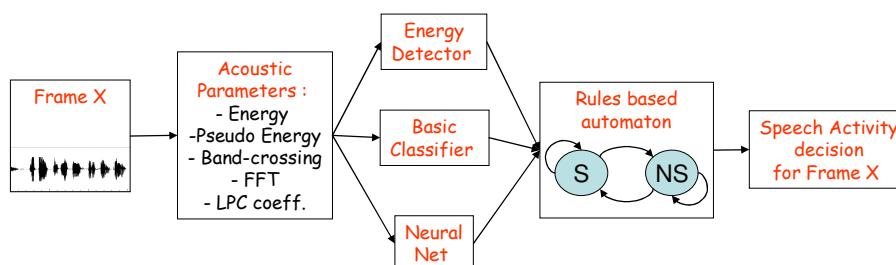 Frame X
Acoustic
Parameters :
- Energy
-Pseudo Energy
- Band-crossing
- FFT
- LPC coeff.
Energy
Detector
Basic
Classifier
Neural
Net
Rules based
automaton
S
NS
Speech Activity
decision
for Frame X